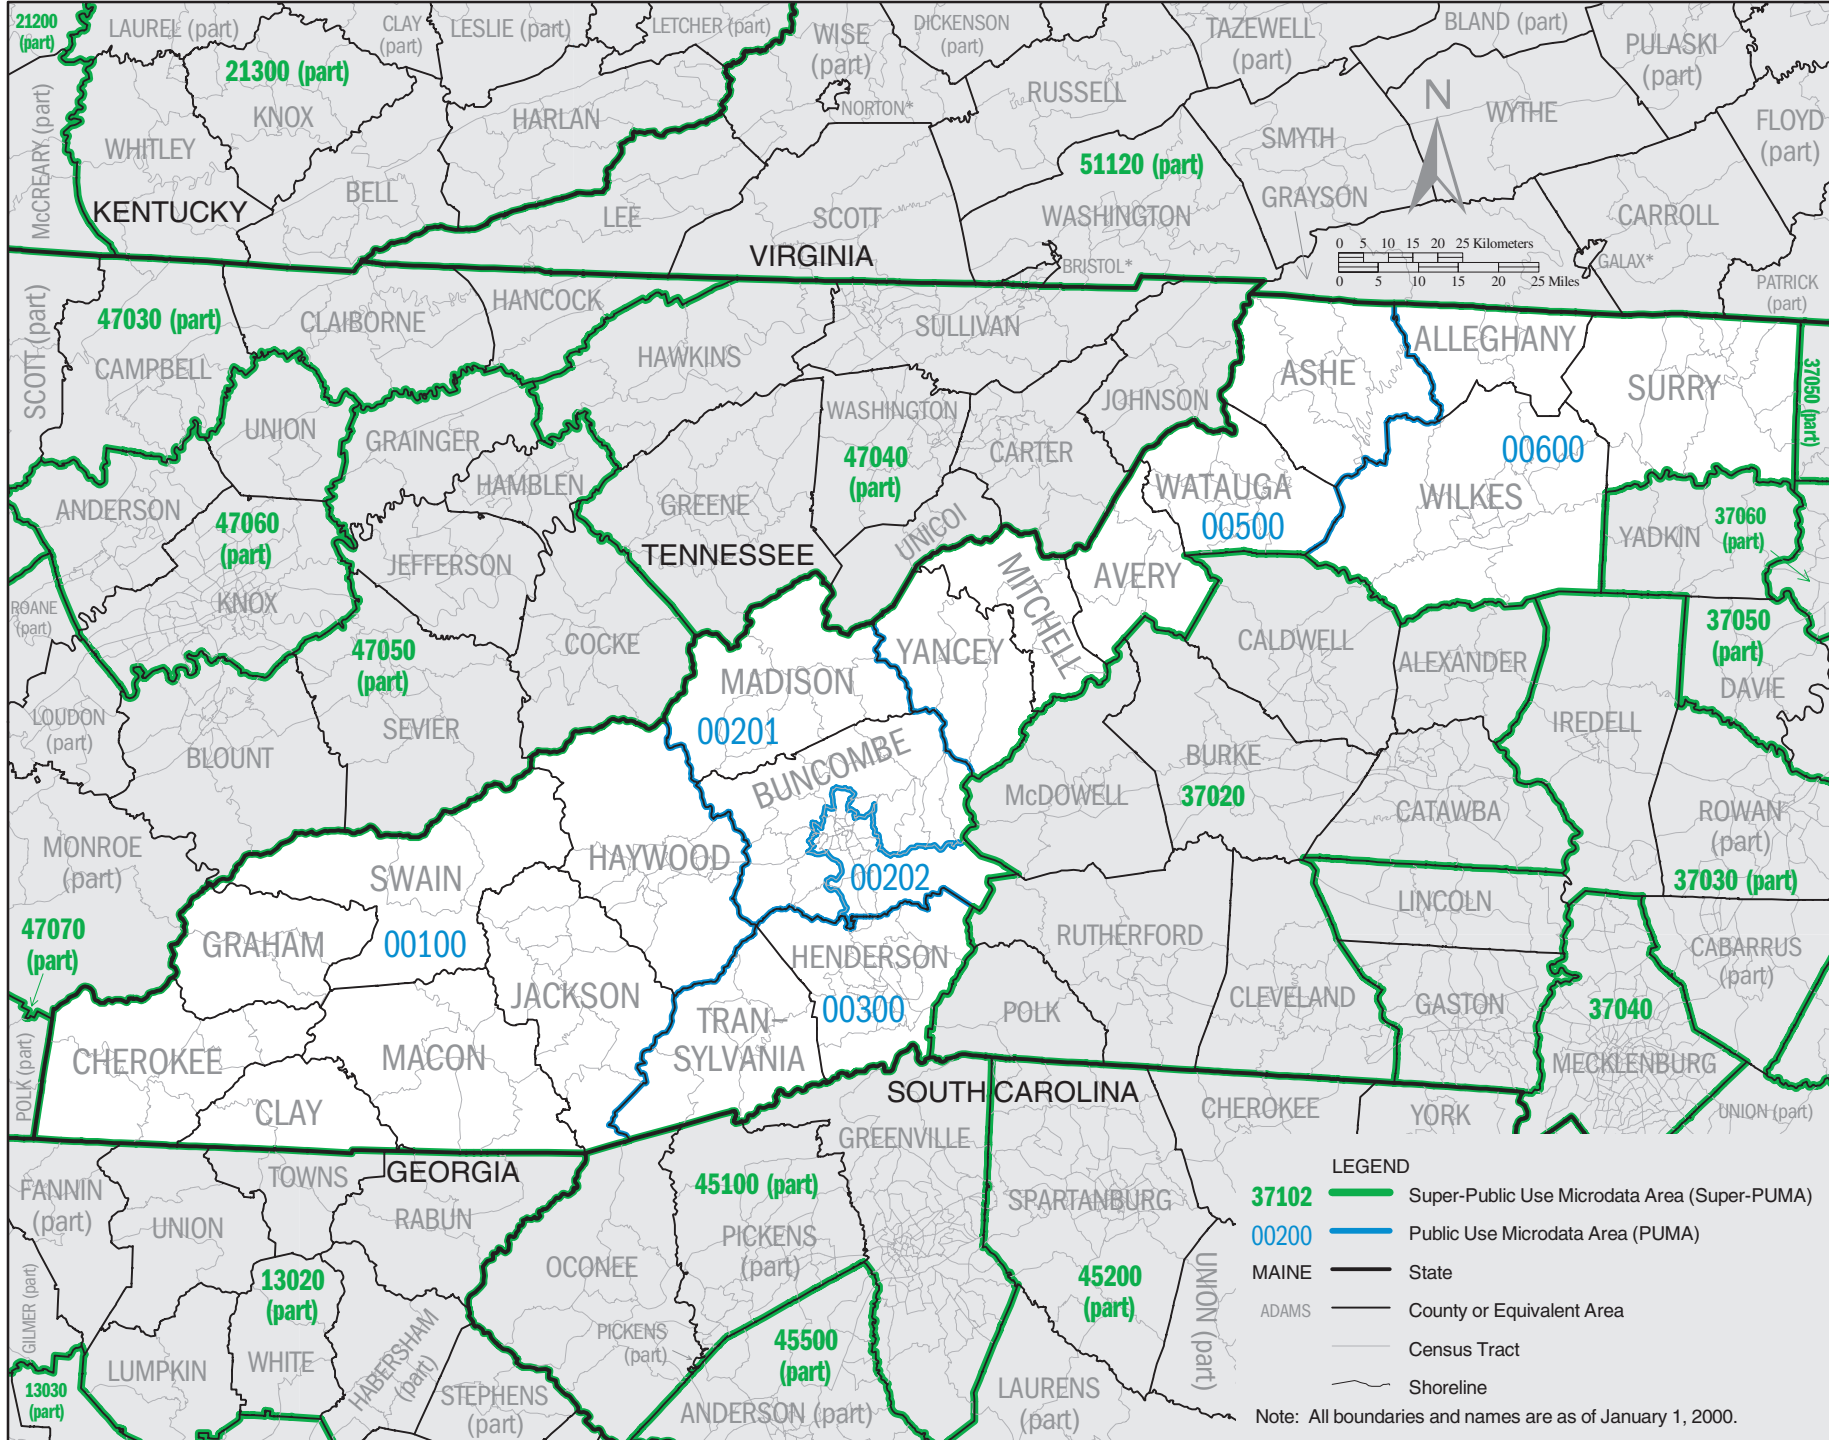 21200
(part)
LAUREL (part)
CLAY
(part)
LESLIE (part)
LETCHER (part)
WISE
(part)
DICKENSON
(part)
TAZEWELL
(part)
BLAND (part)
PULASKI
(part)
21300 (part)
KNOX
McCREARY (part)
WHITLEY
HARLAN
NORTON*
RUSSELL
SMYTH
N
WYTHE
FLOYD
(part)
51120 (part)
BELL
KENTUCKY
LEE
SCOTT
WASHINGTON
GRAYSON
CARROLL
VIRGINIA
BRISTOL*
0 5 10 15 20 25 Kilometers
0 5 10 15 20 25 Miles
GALAX*
PATRICK
(part)
SCOTT (part)
47030 (part)
CAMPBELL
CLAIBORNE
HANCOCK
HAWKINS
SULLIVAN
JOHNSON
ASHE
ALLEGHANY
SURRY
37050 (part)
UNION
GRAINGER
WASHINGTON
47040
(part)
CARTER
HAMBLEN
GREENE
WATAUGA
00500
00600
WILKES
ANDERSON
47060
(part)
KNOX
JEFFERSON
TENNESSEE
UNICOI
MITCHELL
AVERY
YADKIN
37060
(part)
ROANE
(part)
47050
(part)
COCKE
YANCEY
CALDWELL
ALEXANDER
37050
(part)
DAVIE
MADISON
00201
LOUDON
(part)
BLOUNT
SEVIER
BUNCOMBE
IREDELL
BURKE
McDOWELL
37020
CATAWBA
ROWAN
(part)
37030 (part)
MONROE
(part)
SWAIN
HAYWOOD
00202
LINCOLN
47070
(part)
GRAHAM
00100
HENDERSON
00300
RUTHERFORD
CABARRUS
(part)
JACKSON
TRAN–
SYLVANIA
POLK
CLEVELAND
GASTON
37040
MECKLENBURG
POLK (part)
CHEROKEE
MACON
CLAY
SOUTH CAROLINA
CHEROKEE
YORK
UNION (part)
GREENVILLE
GEORGIA
FANNIN
(part)
TOWNS
UNION
RABUN
45100 (part)
PICKENS
(part)
SPARTANBURG
OCONEE
GILMER (part)
13020
(part)
45200
(part)
UNION (part)
PICKENS
(part)
45500
(part)
LUMPKIN
WHITE
HABERSHAM
(part)
STEPHENS
(part)
13030
(part)
ANDERSON (part)
LAURENS
(part)
LEGEND
37102 Super-Public Use Microdata Area (Super-PUMA)
00200 Public Use Microdata Area (PUMA)
MAINE State
ADAMS County or Equivalent Area
Census Tract
Shoreline
Note: All boundaries and names are as of January 1, 2000.